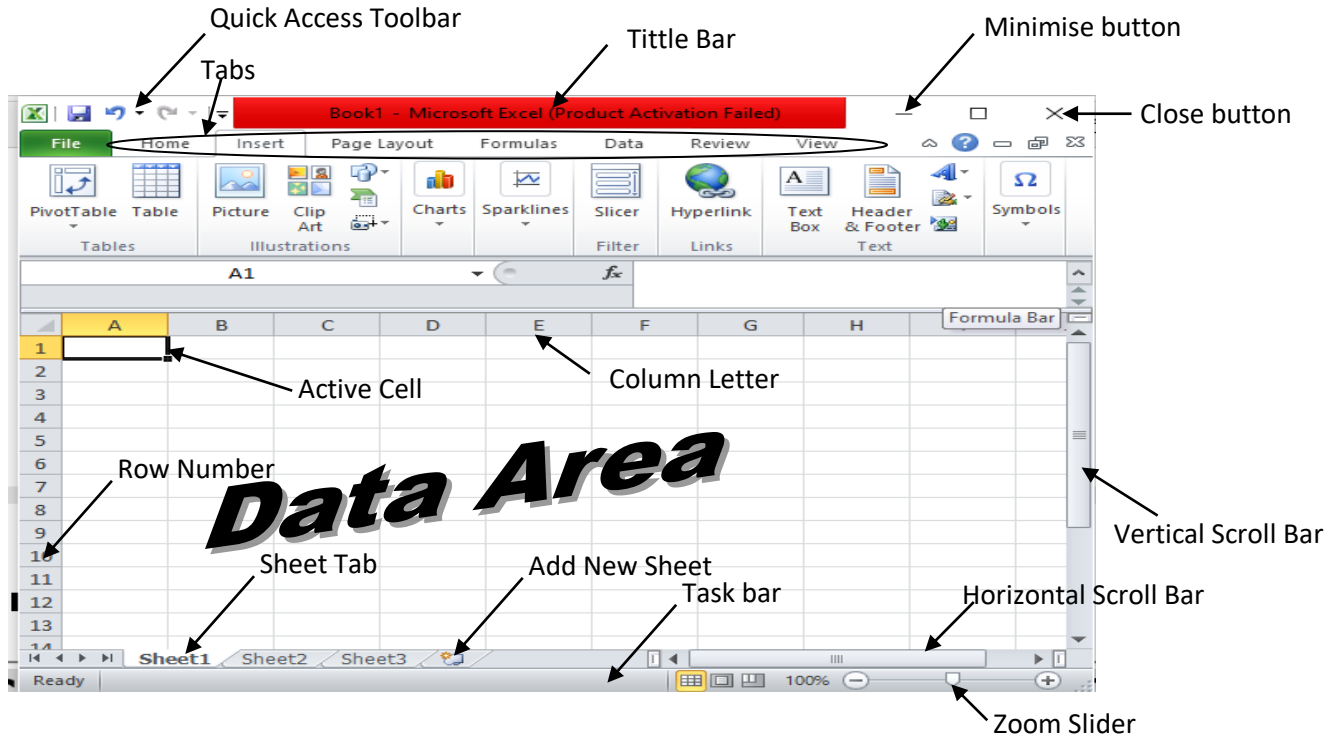 Quick Access Toolbar
Tittle Bar
Minimise button
Tabs
Book1 - Microsoft Excel (Product Activation Failed)
Close button
File Home Insert Page Layout Formulas Data Review View
PivotTable Table Picture Clip Art Charts Sparklines Slicer Hyperlink Text Box Header & Footer Symbols
Tables Illustrations Filter Links Text
A1 fx
Formula Bar
A B C D E F G H
1
2
3
4
5
6
7
8
9
10
11
12
13
14
Active Cell
Column Letter
Row Number
Data Area
Vertical Scroll Bar
Sheet Tab
Add New Sheet
Task bar
Horizontal Scroll Bar
Sheet1 Sheet2 Sheet3
Ready 100%
Zoom Slider